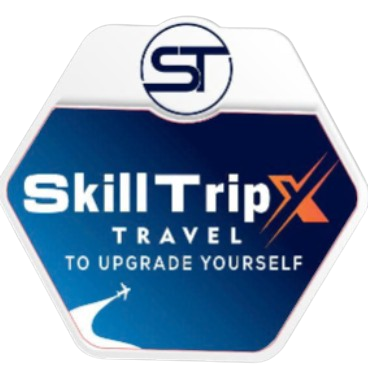 ST
SkillTripX
TRAVEL
TO UPGRADE YOURSELF